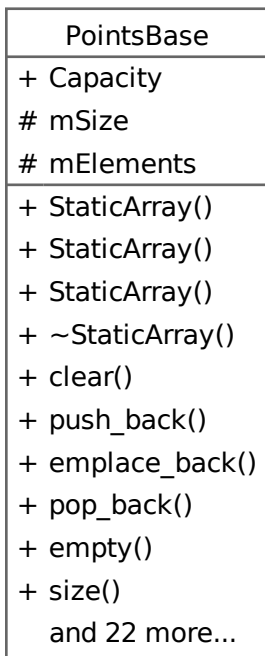 PointsBase
+ Capacity
# mSize
# mElements
+ StaticArray()
+ StaticArray()
+ StaticArray()
+ ~StaticArray()
+ clear()
+ push_back()
+ emplace_back()
+ pop_back()
+ empty()
+ size()
and 22 more...